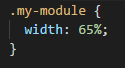 .my-module {
  width: 65%;
}